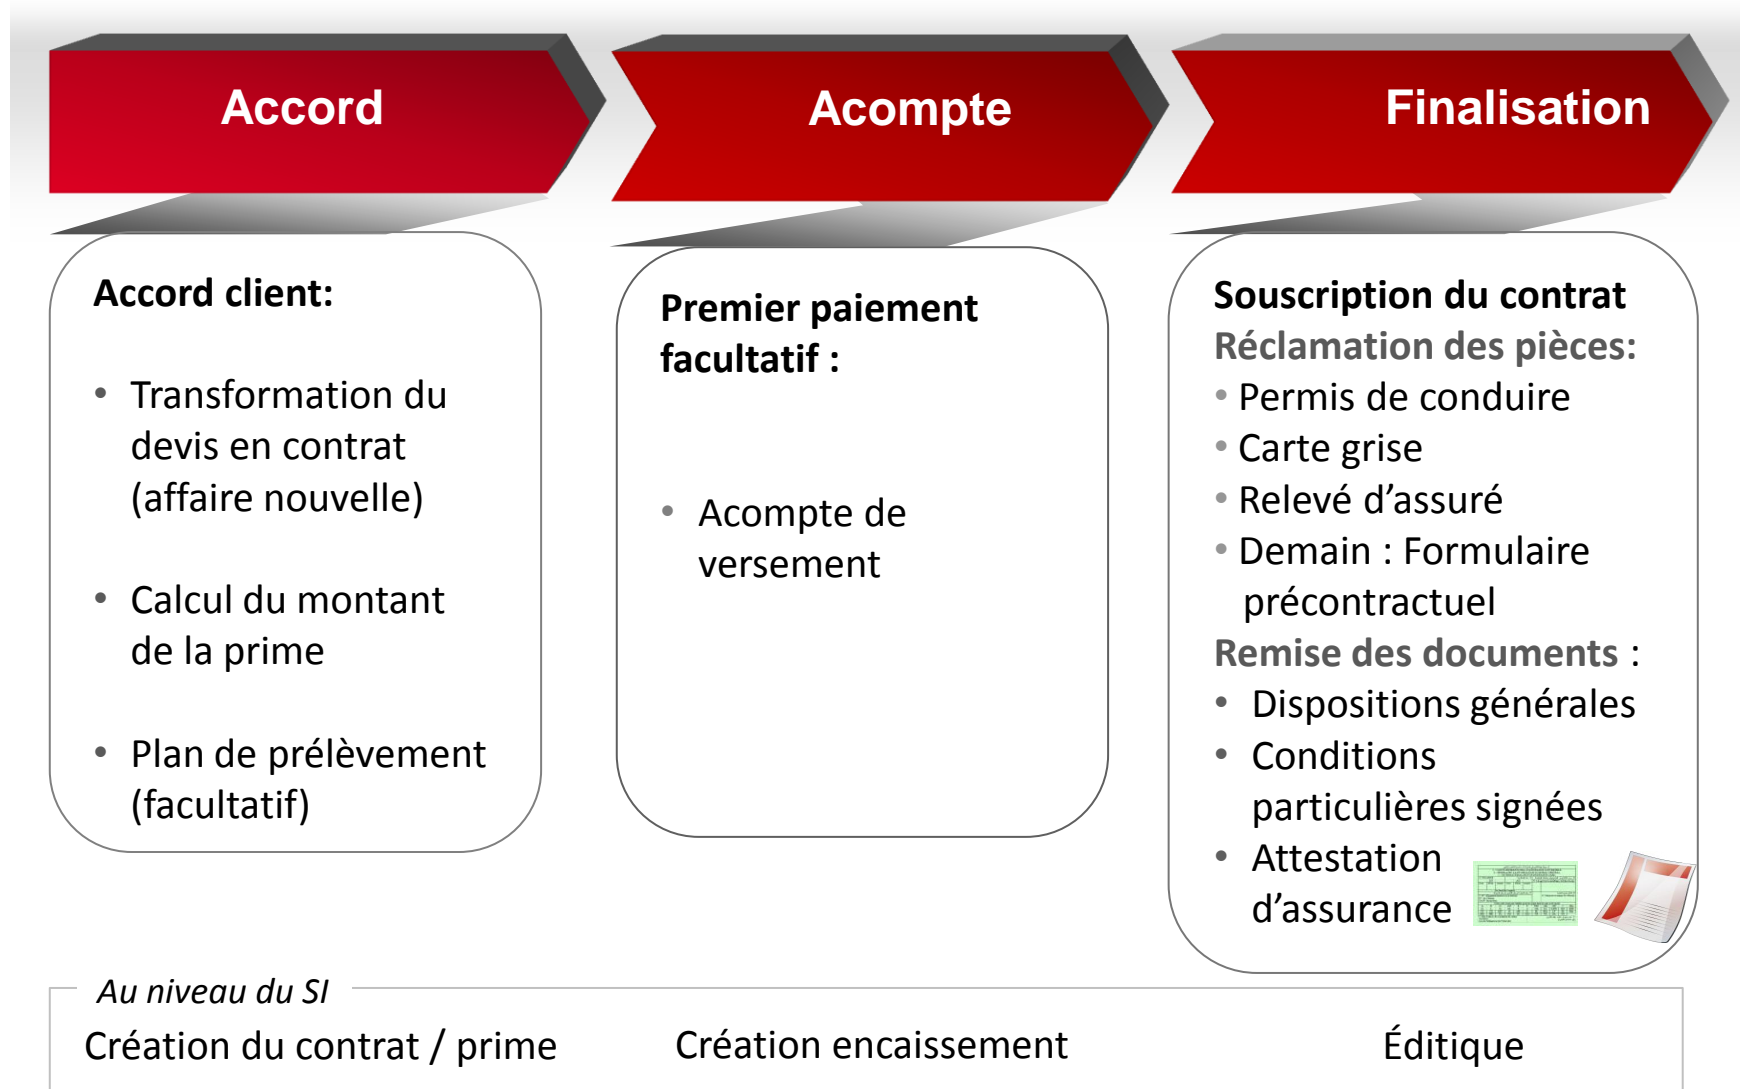 Accord
Acompte
Finalisation
Accord client:
• Transformation du
devis en contrat
(affaire nouvelle)
• Calcul du montant
de la prime
• Plan de prélèvement
(facultatif)
Premier paiement
facultatif :
• Acompte de
versement
Souscription du contrat
Réclamation des pièces:
• Permis de conduire
• Carte grise
• Relevé d’assuré
• Demain : Formulaire
précontractuel
Remise des documents :
• Dispositions générales
• Conditions
particulières signées
• Attestation
d’assurance
Au niveau du SI
Création du contrat / prime
Création encaissement
Éditique